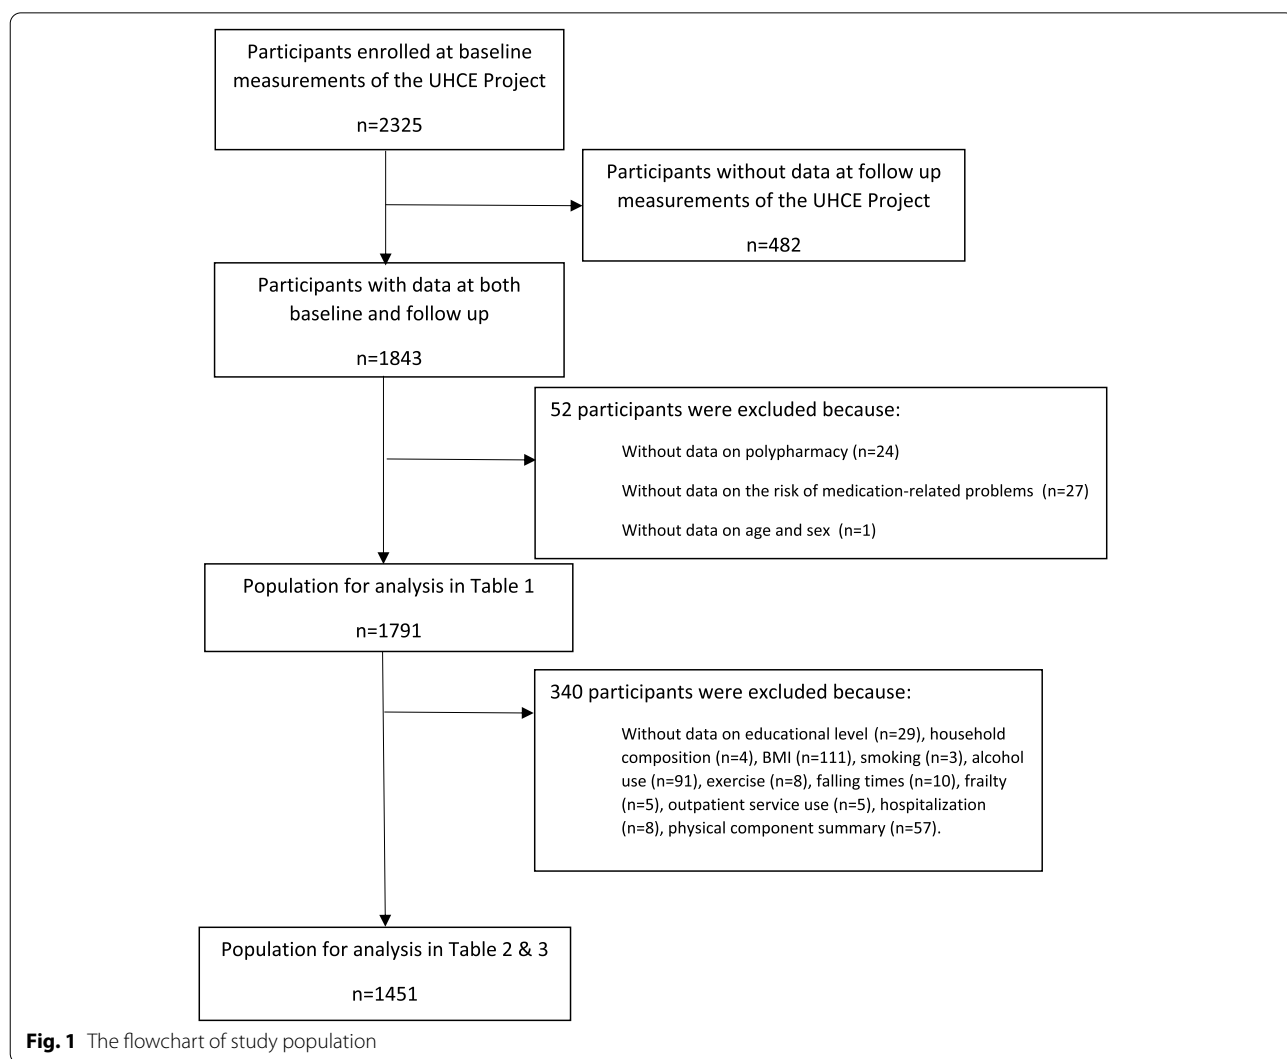 Participants enrolled at baseline
measurements of the UHCE Project
n=2325
Participants without data at follow up
measurements of the UHCE Project
n=482
Participants with data at both
baseline and follow up
n=1843
52 participants were excluded because:
Without data on polypharmacy (n=24)
Without data on the risk of medication-related problems (n=27)
Without data on age and sex (n=1)
Population for analysis in Table 1
n=1791
340 participants were excluded because:
Without data on educational level (n=29), household
composition (n=4), BMI (n=111), smoking (n=3), alcohol
use (n=91), exercise (n=8), falling times (n=10), frailty
(n=5), outpatient service use (n=5), hospitalization
(n=8), physical component summary (n=57).
Population for analysis in Table 2 & 3
n=1451
Fig. 1 The flowchart of study population